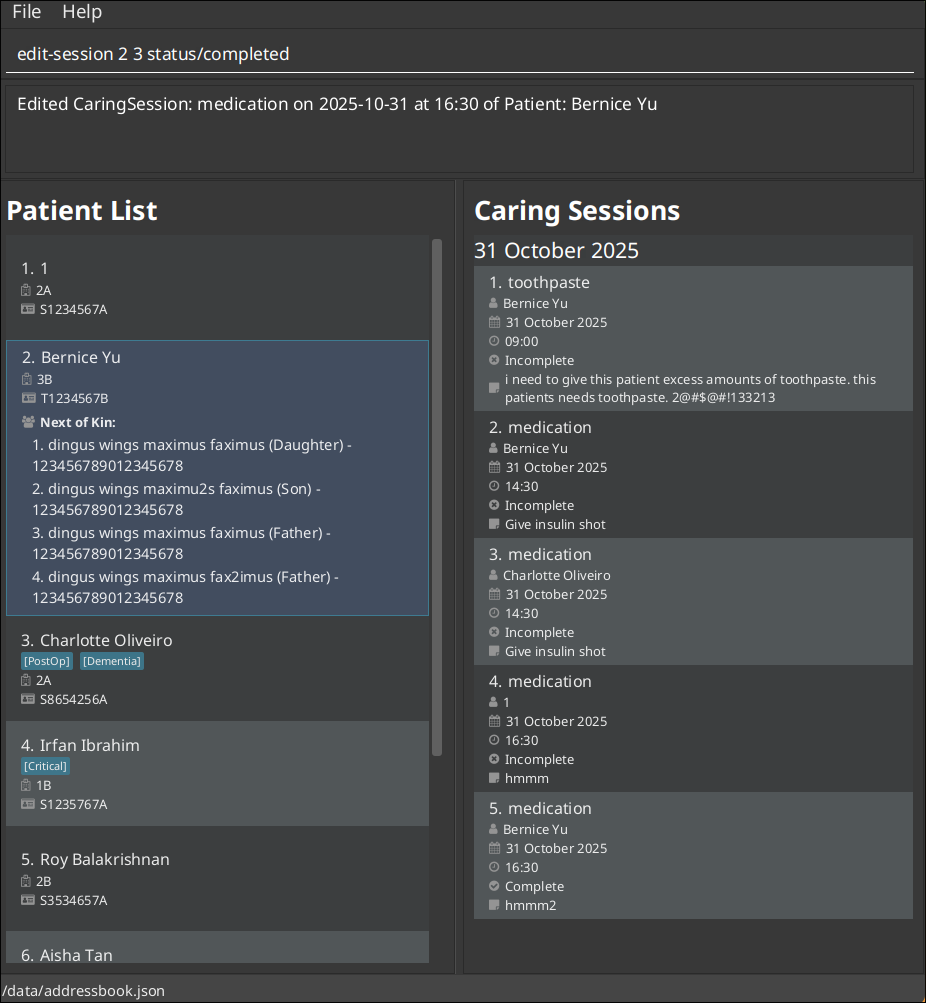 File Help
edit-session 2 3 status/completed
Edited CaringSession: medication on 2025-10-31 at 16:30 of Patient: Bernice Yu
Patient List
1. 1
2A
S1234567A
2. Bernice Yu
3B
T1234567B
Next of Kin:
1. dingus wings maximus faximus (Daughter) -
123456789012345678
2. dingus wings maximu2s faximus (Son) -
123456789012345678
3. dingus wings maximus faximus (Father) -
123456789012345678
4. dingus wings maximus fax2imus (Father) -
123456789012345678
3. Charlotte Oliveiro
[PostOp] [Dementia]
2A
S8654256A
4. Irfan Ibrahim
[Critical]
1B
S1235767A
5. Roy Balakrishnan
2B
S3534657A
6. Aisha Tan
Caring Sessions
31 October 2025
1. toothpaste
Bernice Yu
31 October 2025
09:00
Incomplete
i need to give this patient excess amounts of toothpaste. this
patients needs toothpaste. 2@#$@#!133213
2. medication
Bernice Yu
31 October 2025
14:30
Incomplete
Give insulin shot
3. medication
Charlotte Oliveiro
31 October 2025
14:30
Incomplete
Give insulin shot
4. medication
1
31 October 2025
16:30
Incomplete
hmmm
5. medication
Bernice Yu
31 October 2025
16:30
Complete
hmmm2
/data/addressbook.json